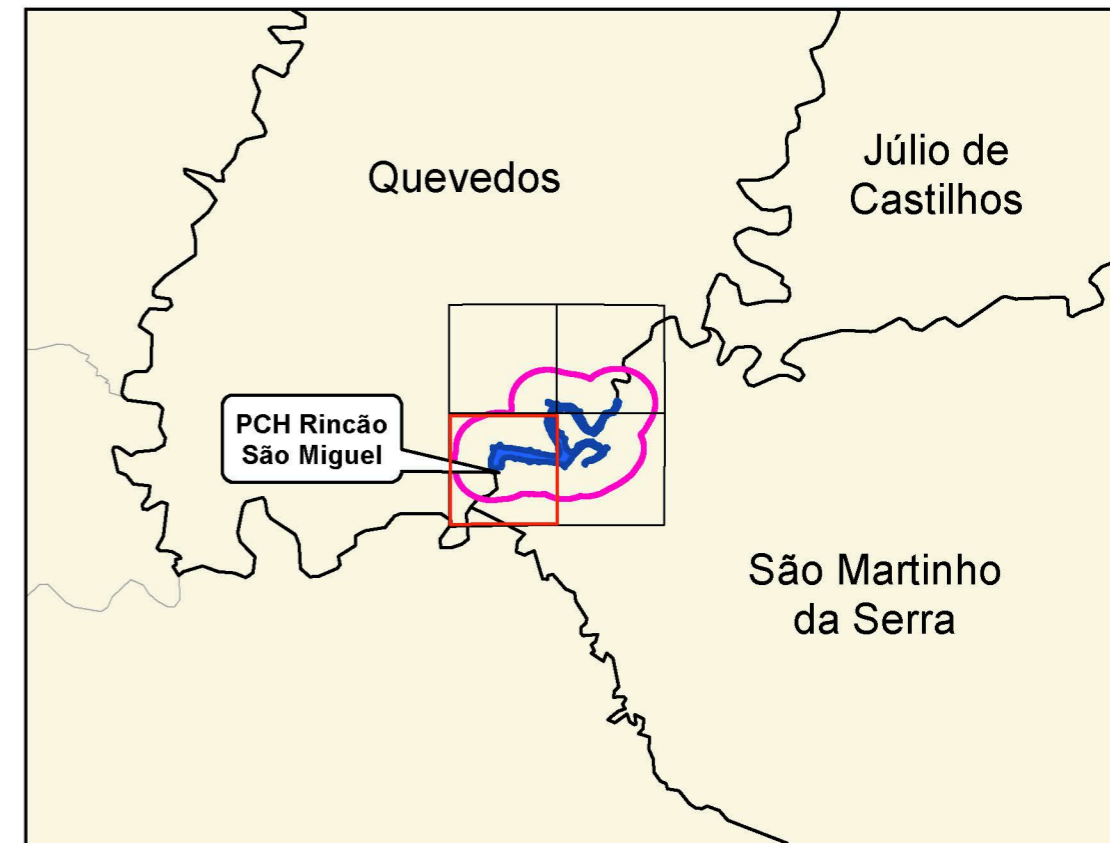 Quevedos
Júlio de
Castilhos
PCH Rincão
São Miguel
São Martinho
da Serra